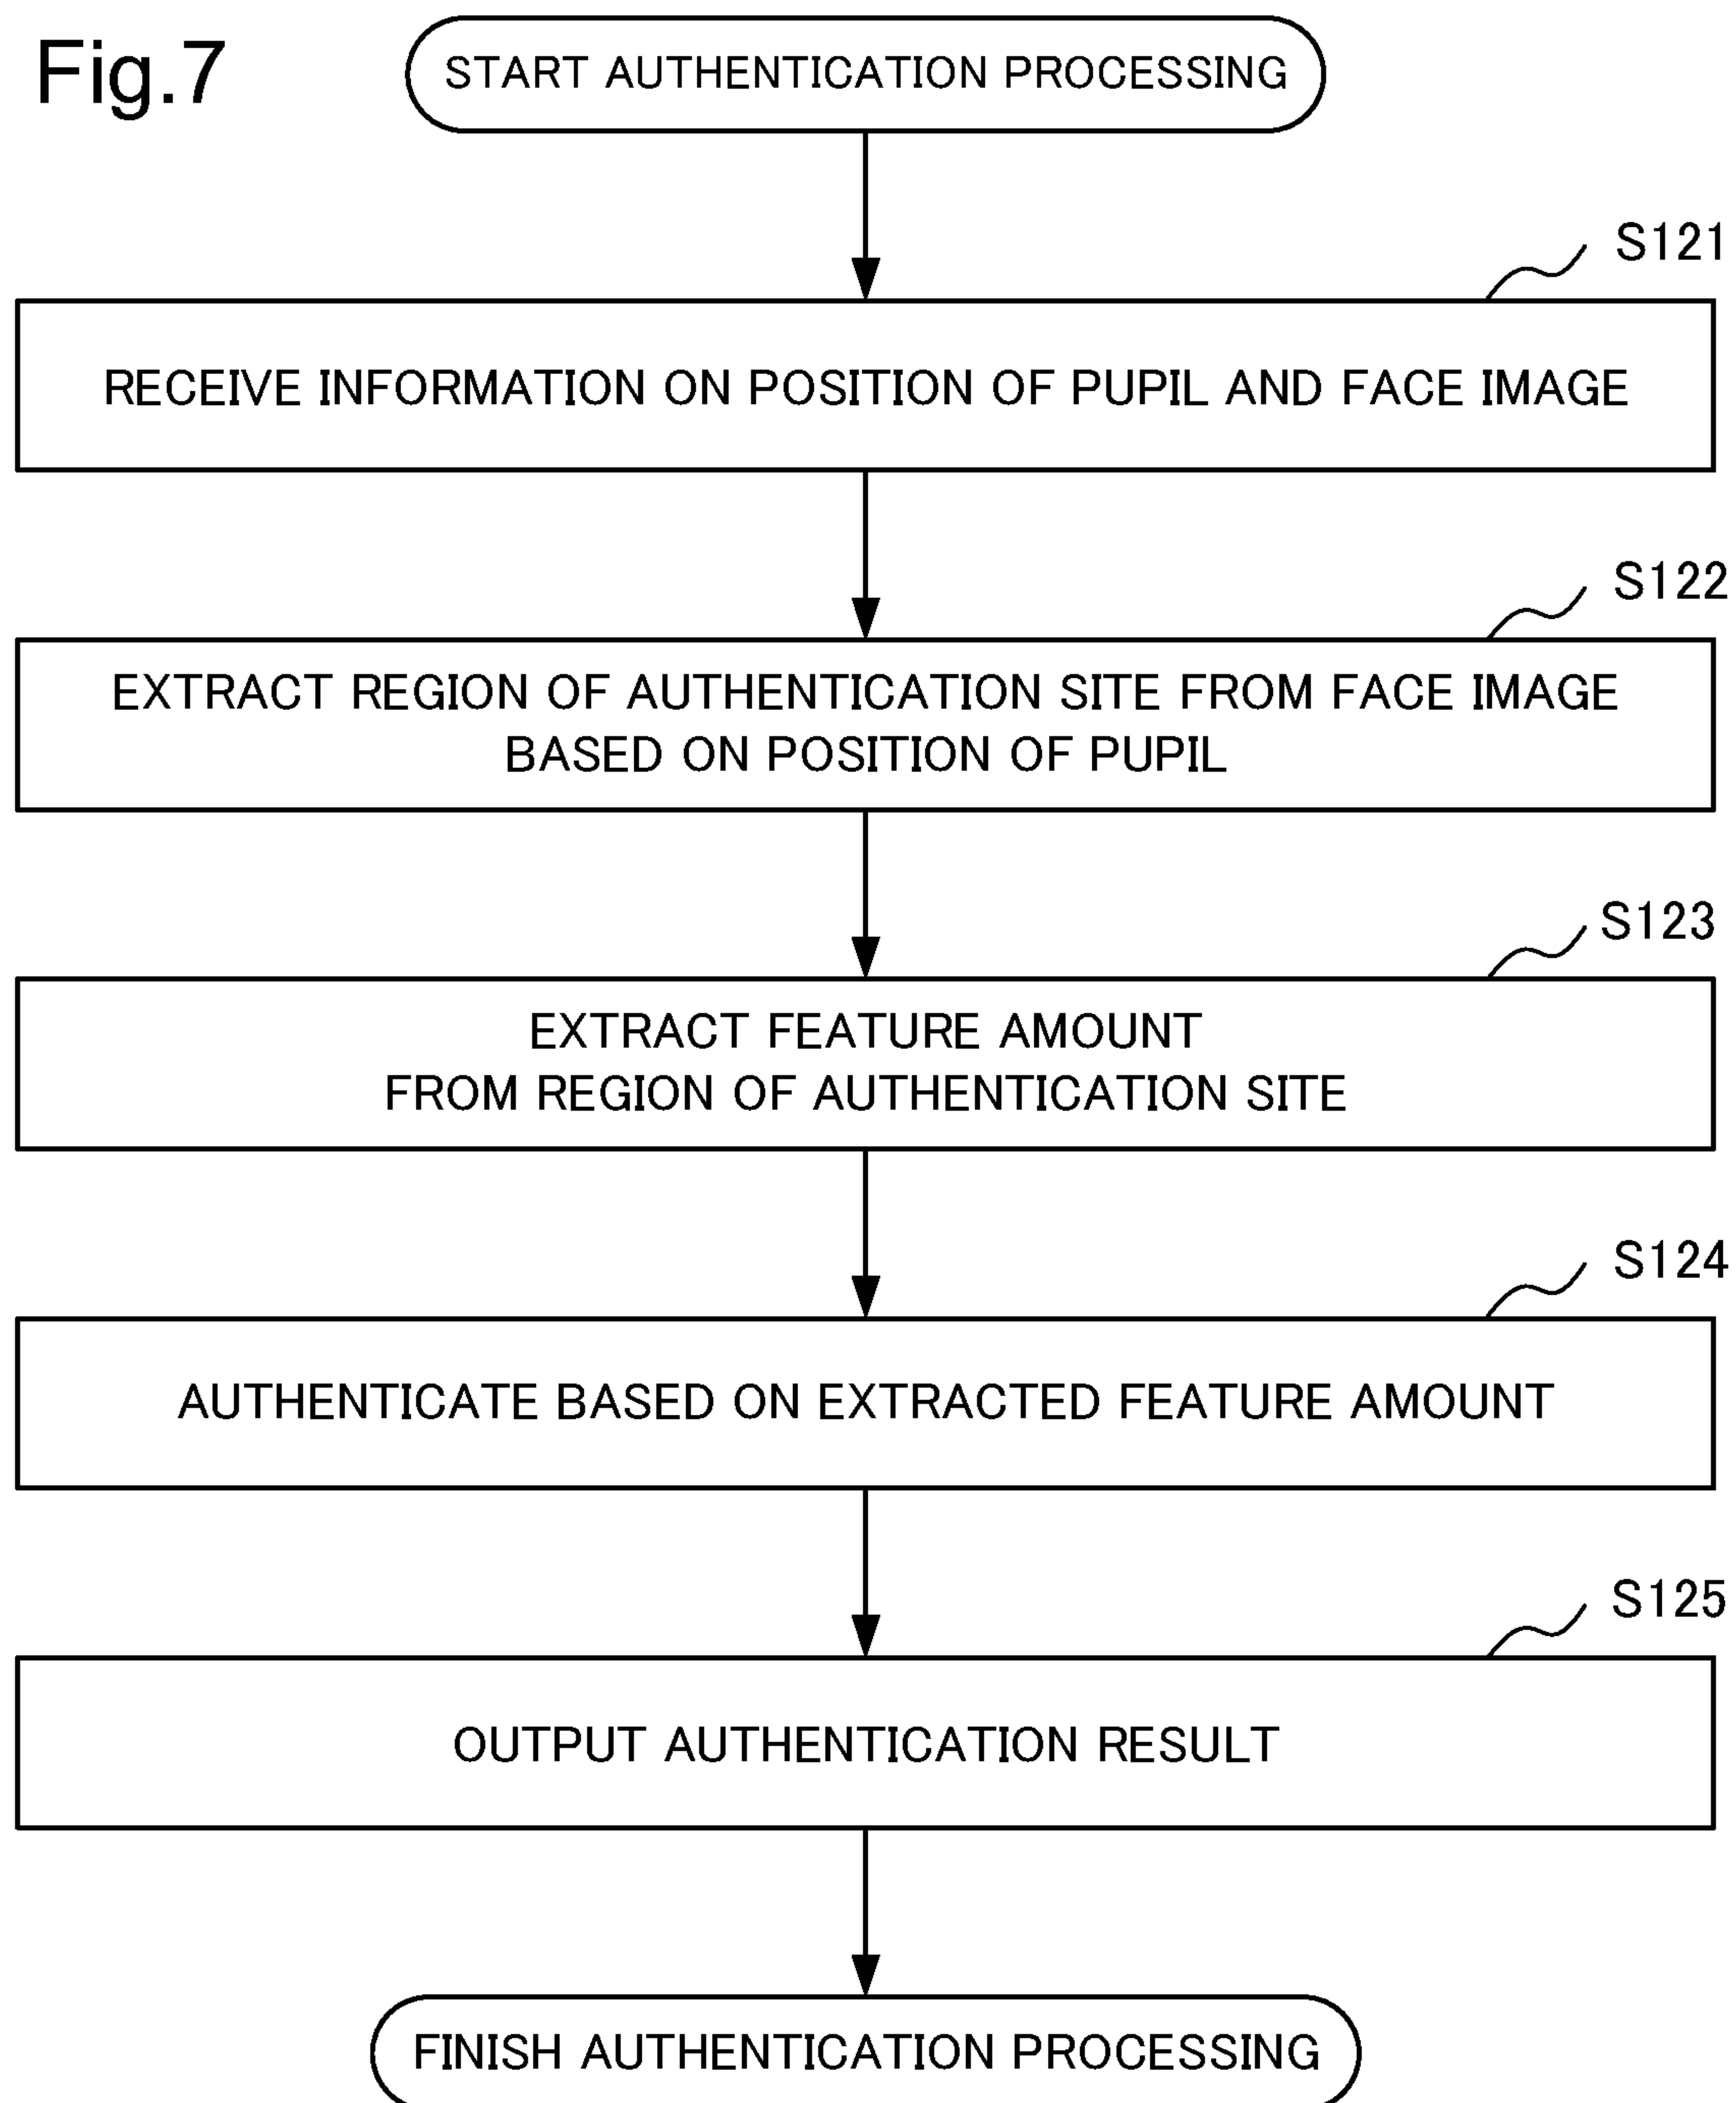 Fig.7
START AUTHENTICATION PROCESSING
S121
RECEIVE INFORMATION ON POSITION OF PUPIL AND FACE IMAGE
S122
EXTRACT REGION OF AUTHENTICATION SITE FROM FACE IMAGE
BASED ON POSITION OF PUPIL
S123
EXTRACT FEATURE AMOUNT
FROM REGION OF AUTHENTICATION SITE
S124
AUTHENTICATE BASED ON EXTRACTED FEATURE AMOUNT
S125
OUTPUT AUTHENTICATION RESULT
FINISH AUTHENTICATION PROCESSING